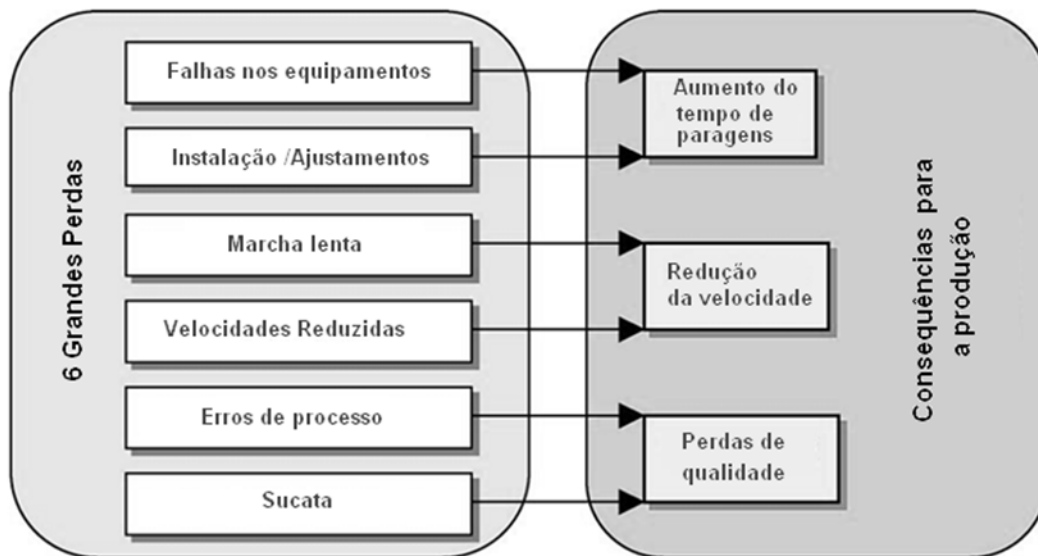 6 Grandes Perdas
Falhas nos equipamentos
Instalação /Ajustamentos
Marcha lenta
Velocidades Reduzidas
Erros de processo
Sucata
Aumento do
tempo de
paragens
Redução
da velocidade
Perdas de
qualidade
Consequências para
a produção